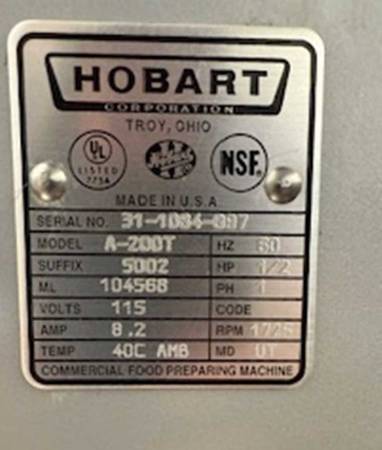 HOBART
CORPORATION
TROY, OHIO
UL
LISTED
773A
NSF
MADE IN U.S.A.
SERIAL NO. 31-1084-
MODEL A-200T HZ 60
SUFFIX 5002 HP 1/2
ML 104568 PH 1
VOLTS 115 CODE
AMP 8.2 RPM 1725
TEMP 40C AMB MD UT
COMMERCIAL FOOD PREPARING MACHINE